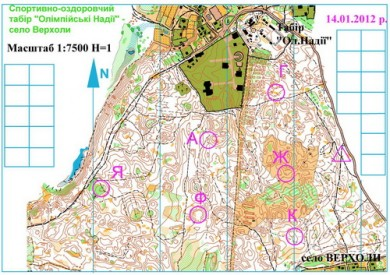 Спортивно-оздоровчий
табір "Олімпійські Надії" -
село Верхоли
14.01.2012 р.
Масштаб 1:7500 H=1
Табір
"Ол.Надії"
N
Г
А
Ж
Я
Ф
К
село ВЕРХОЛИ